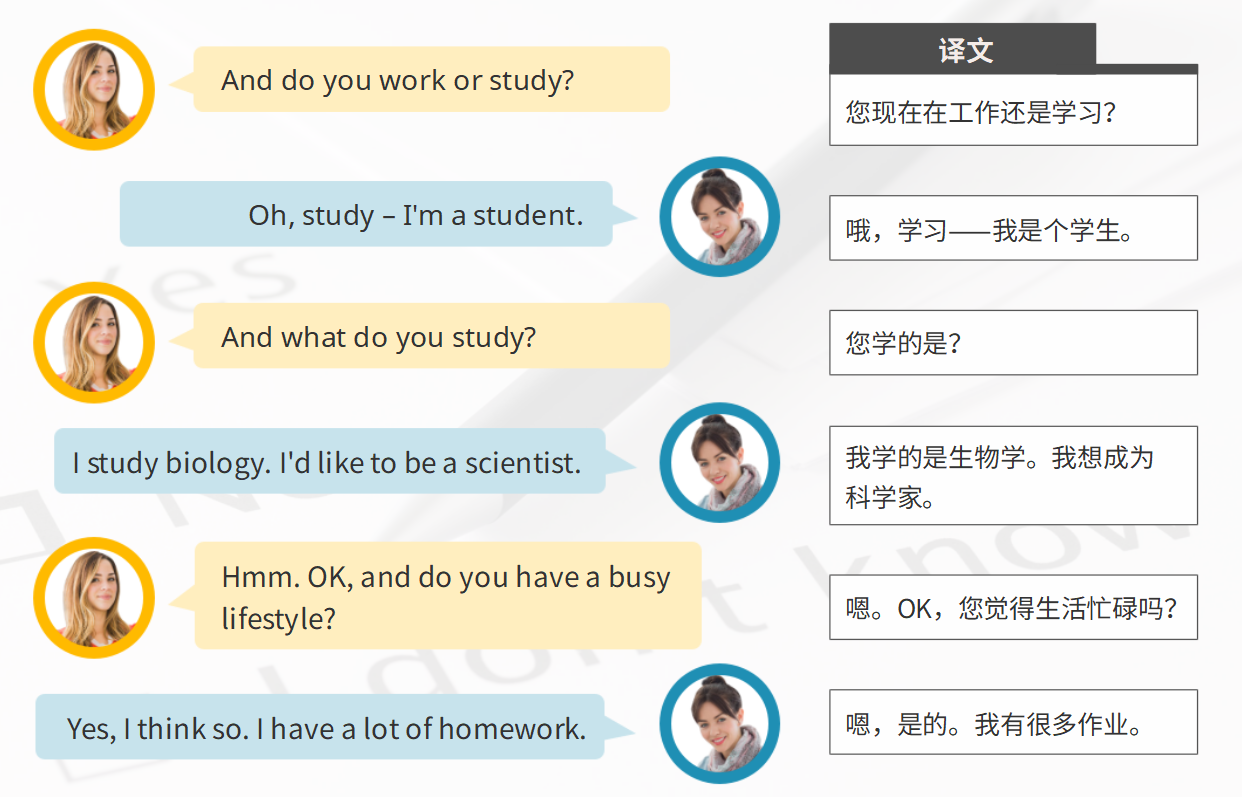 译文
And do you work or study?
您现在在工作还是学习？
Oh, study – I'm a student.
哦，学习——我是个学生。
And what do you study?
您学的是？
I study biology. I'd like to be a scientist.
我学的是生物学。我想成为
科学家。
Hmm. OK, and do you have a busy
lifestyle?
嗯。OK，您觉得生活忙碌吗？
Yes, I think so. I have a lot of homework.
嗯，是的。我有很多作业。
Yes
No
I don't know